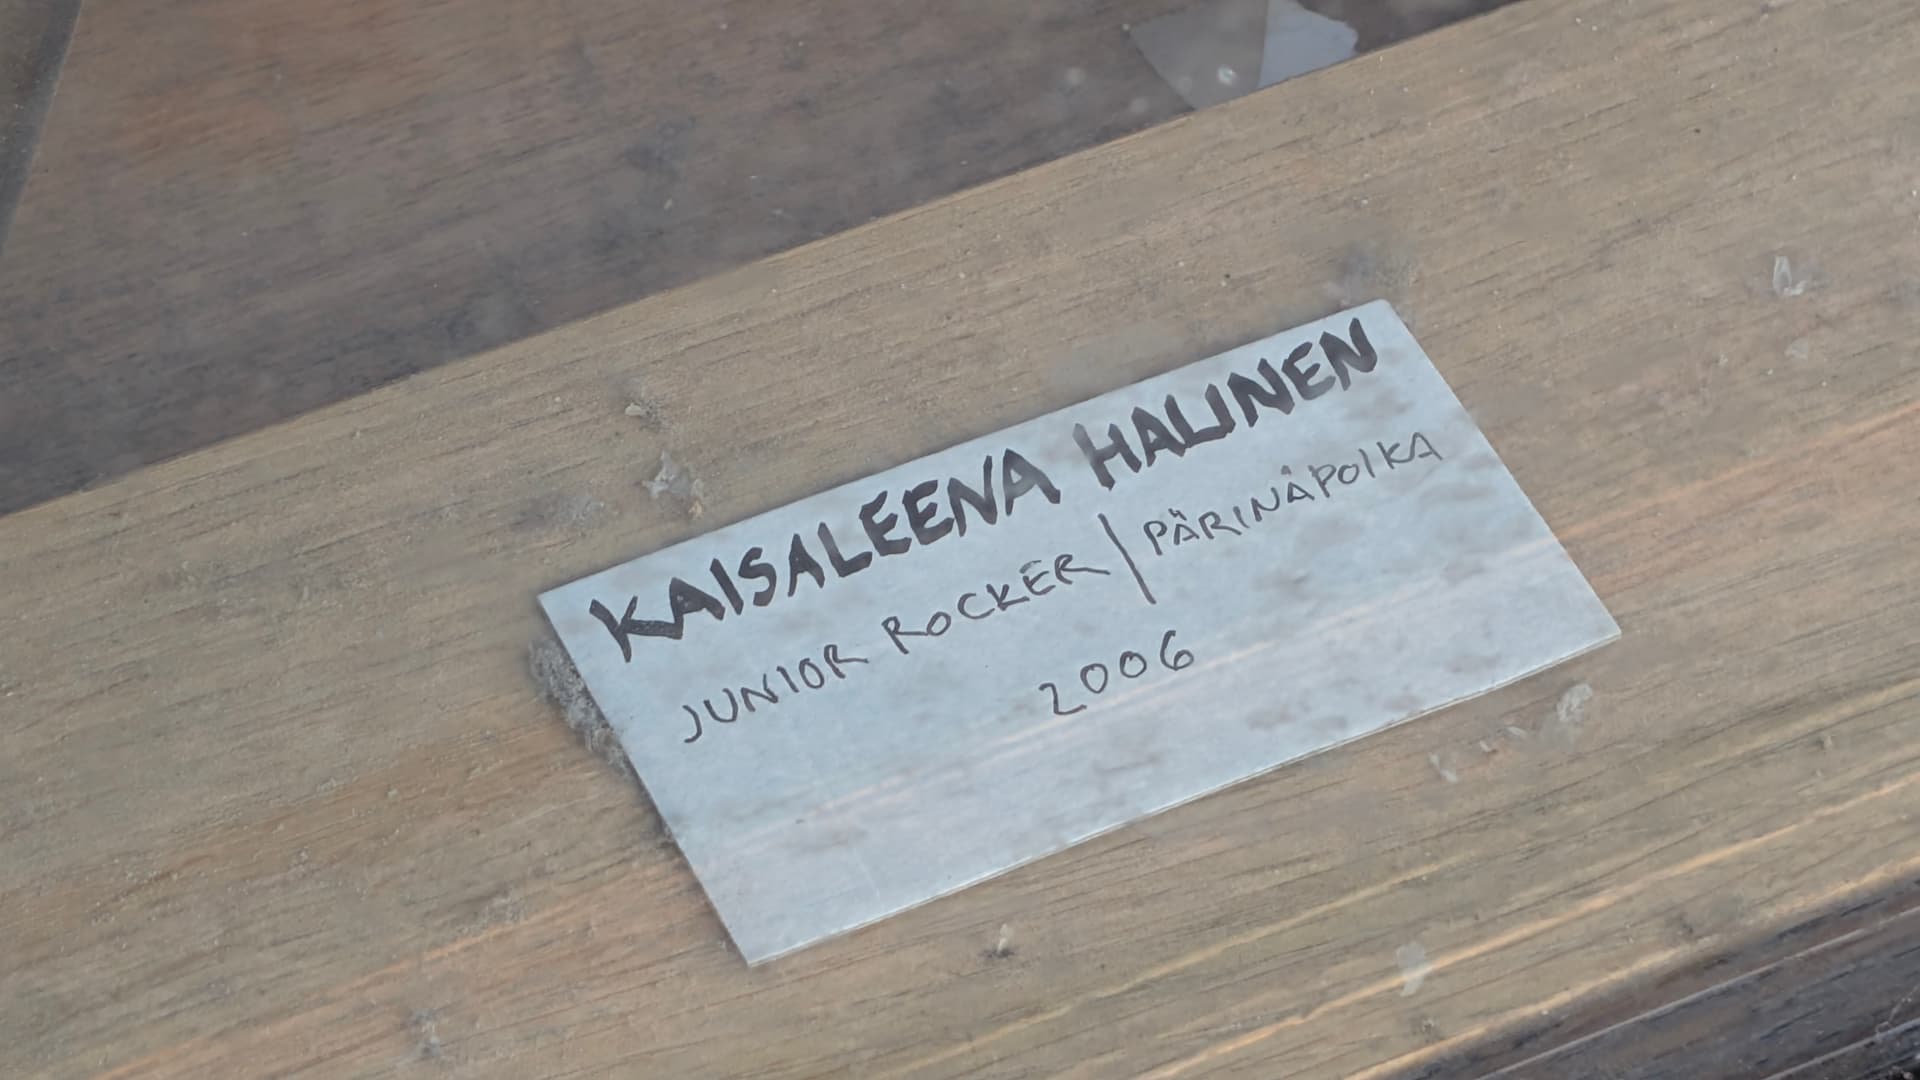 KAISALEENA HALINEN
JUNIOR ROCKER / PÄRINÄPOIKA
2006